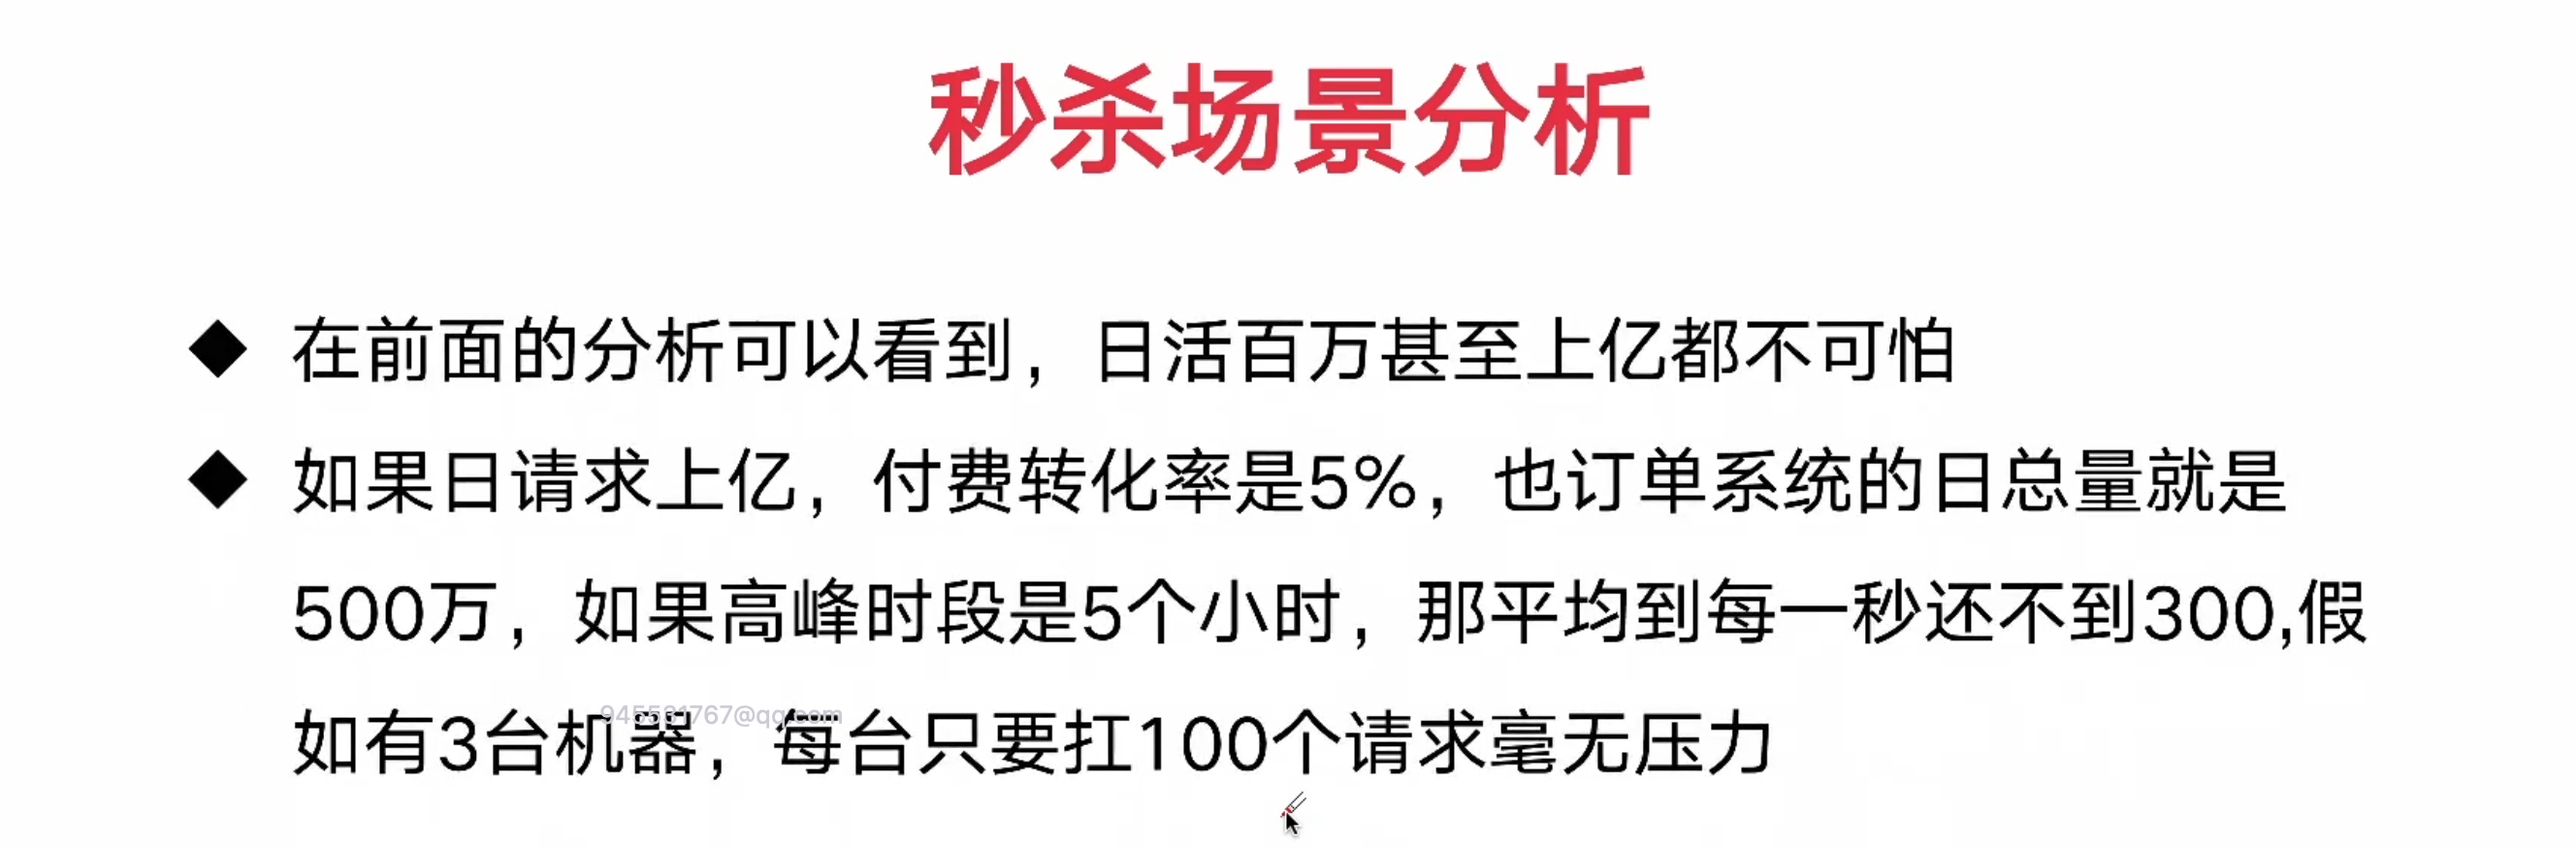 秒杀场景分析
◆ 在前面的分析可以看到，日活百万甚至上亿都不可怕
◆ 如果日请求上亿，付费转化率是5%，也订单系统的日总量就是
500万，如果高峰时段是5个小时，那平均到每一秒还不到300,假
如有3台机器，每台只要扛100个请求毫无压力